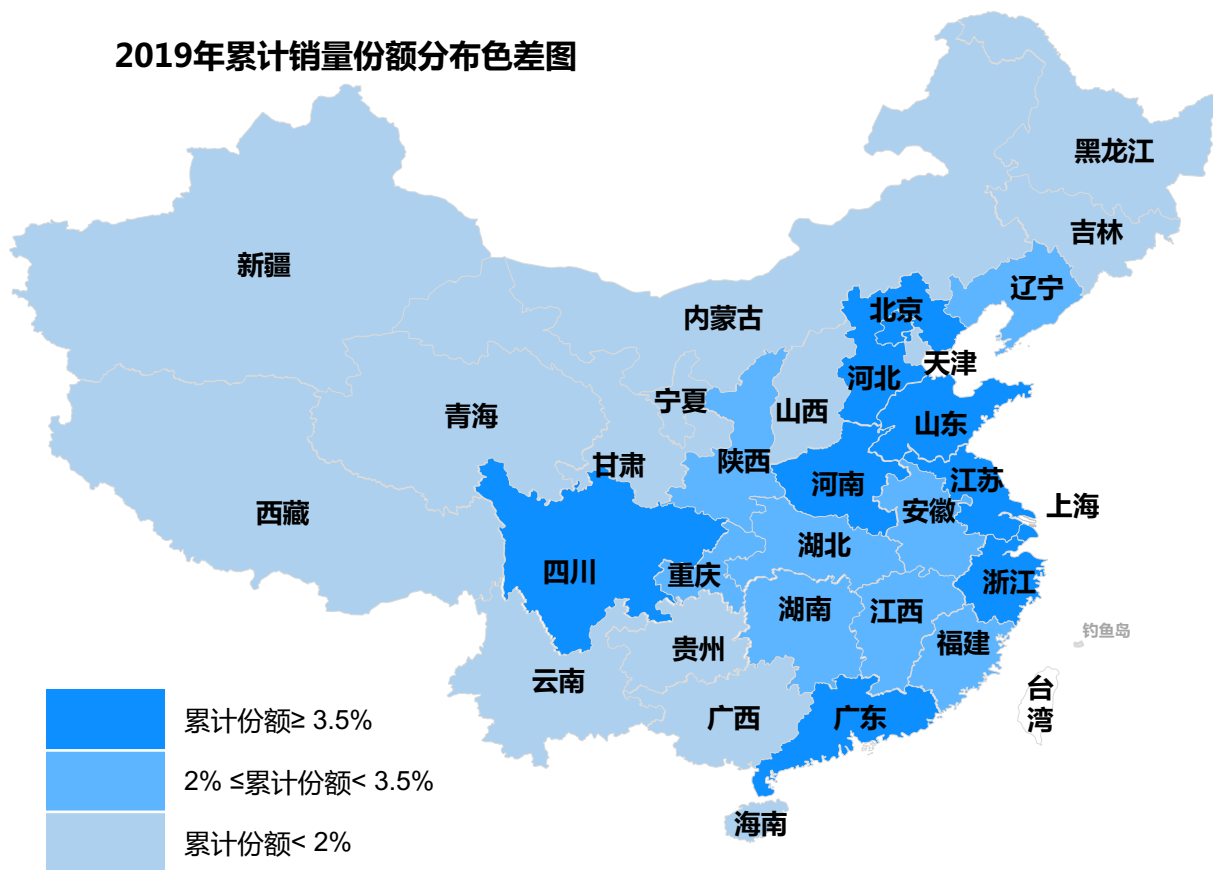 2019年累计销量份额分布色差图
黑龙江
吉林
新疆
辽宁
北京
内蒙古
天津
河北
宁夏
山西
青海
山东
陕西
甘肃
河南
江苏
西藏
安徽
上海
湖北
四川
重庆
浙江
湖南
江西
钓鱼岛
福建
贵州
云南
台
湾
广西
广东
海南
累计份额≥ 3.5%
2% ≤累计份额< 3.5%
累计份额< 2%